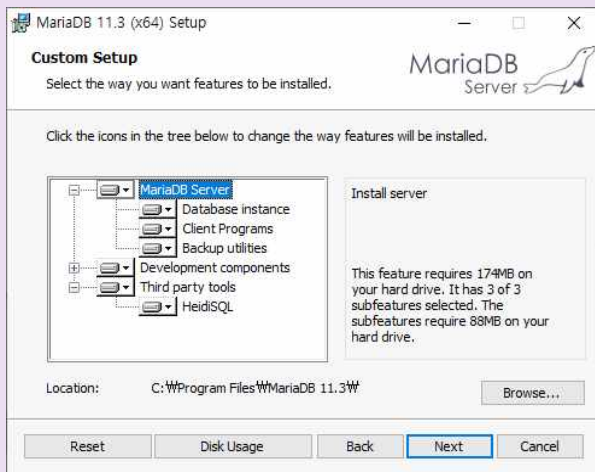 MariaDB 11.3 (x64) Setup
Custom Setup
Select the way you want features to be installed.
MariaDB
Server
Click the icons in the tree below to change the way features will be installed.
MariaDB Server
Database instance
Client Programs
Backup utilities
Development components
Third party tools
HeidiSQL
Install server
This feature requires 174MB on
your hard drive. It has 3 of 3
subfeatures selected. The
subfeatures require 88MB on your
hard drive.
Location: C:₩Program Files₩MariaDB 11.3₩
Browse...
Reset Disk Usage Back Next Cancel